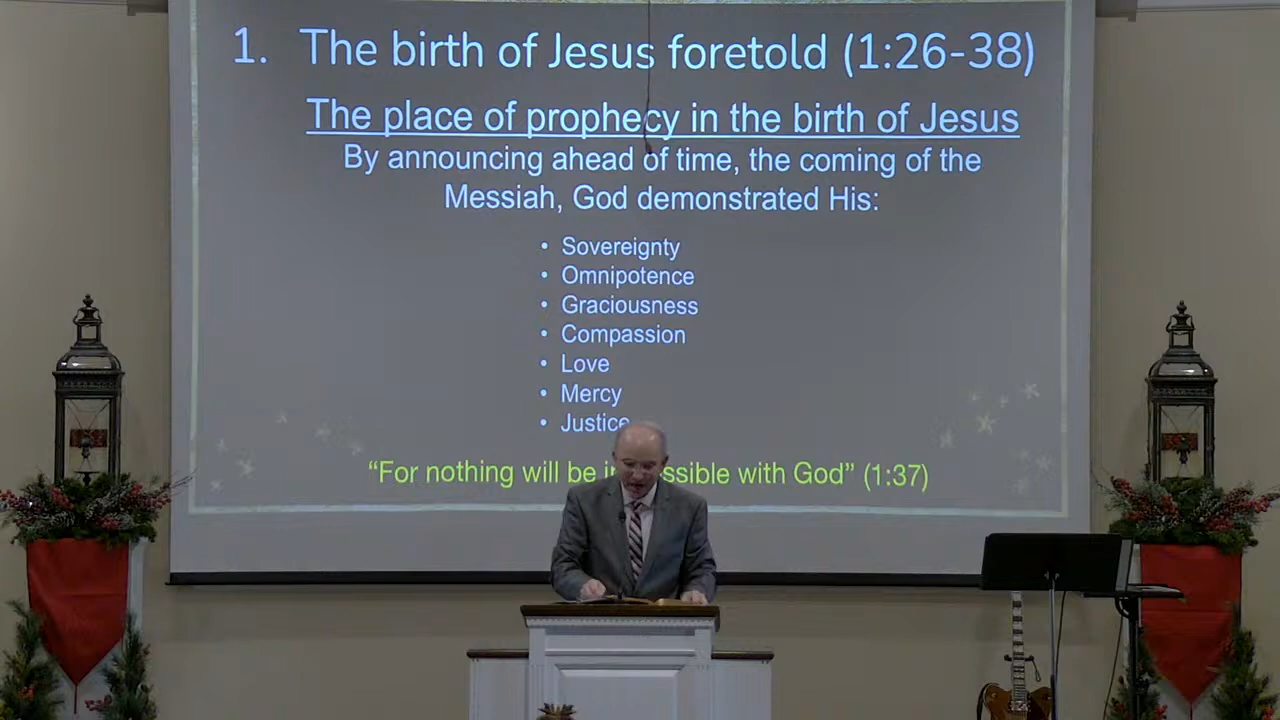 1. The birth of Jesus foretold (1:26-38)
The place of prophecy in the birth of Jesus
By announcing ahead of time, the coming of the
Messiah, God demonstrated His:
• Sovereignty
• Omnipotence
• Graciousness
• Compassion
• Love
• Mercy
• Justice
“For nothing will be ssible with God” (1:37)